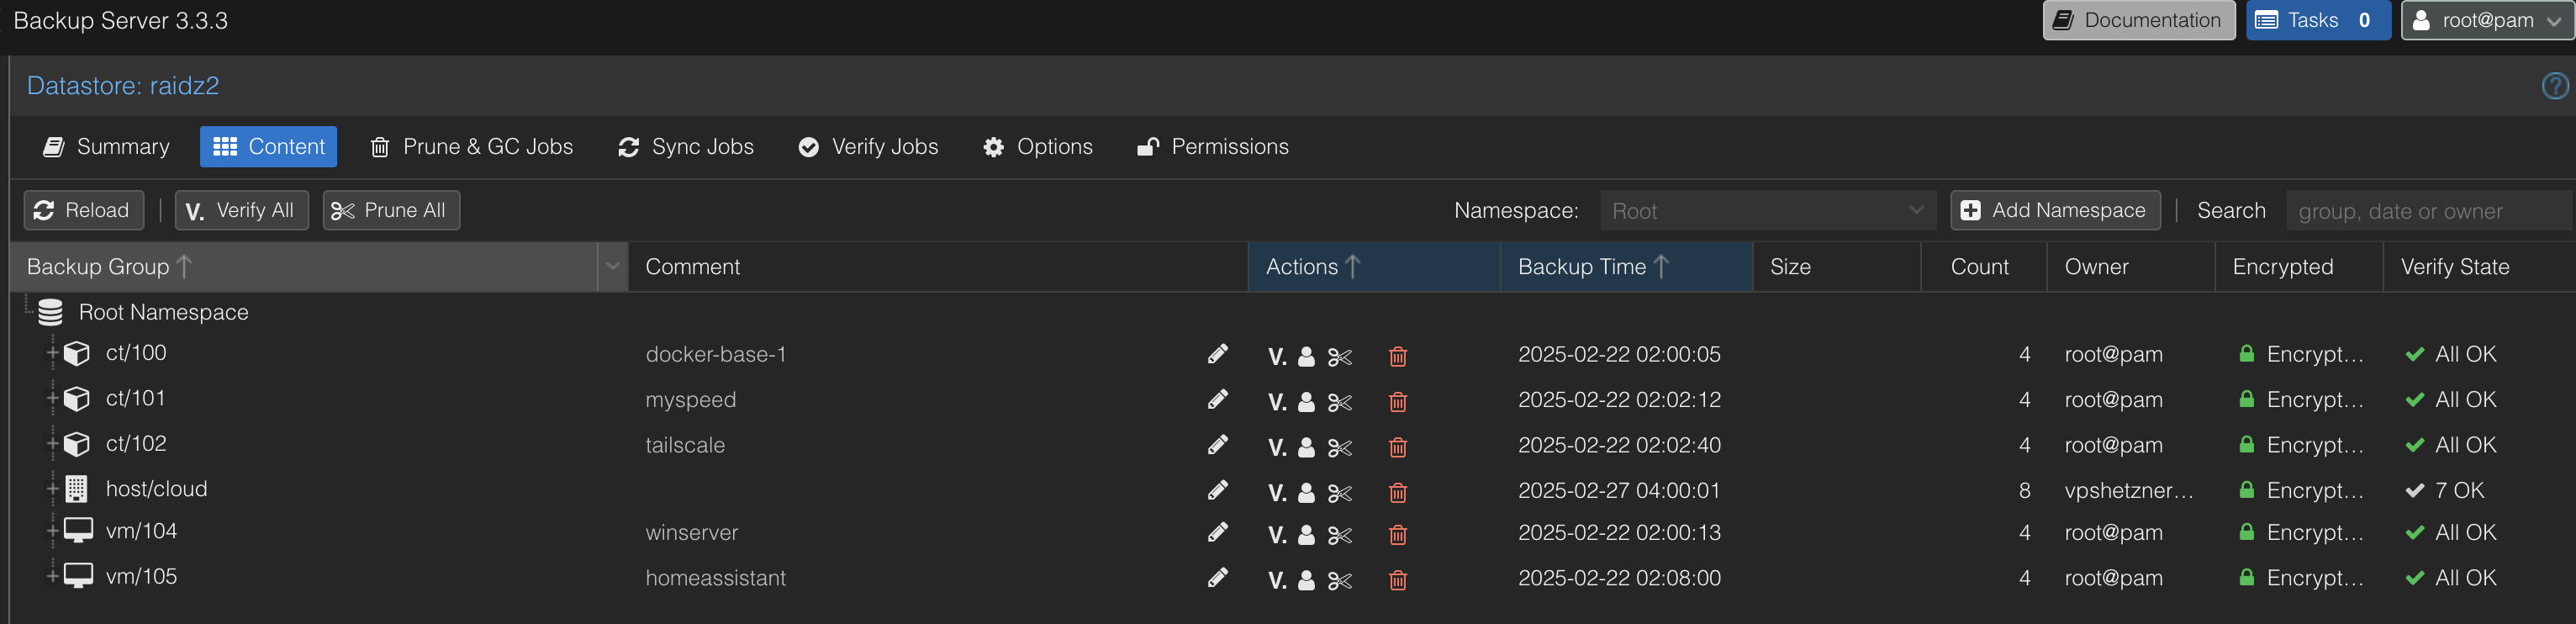 Backup Server 3.3.3 Documentation Tasks 0 root@pam
Datastore: raidz2
Summary Content Prune & GC Jobs Sync Jobs Verify Jobs Options Permissions
Reload V. Verify All Prune All Namespace: Root Add Namespace Search group, date or owner
Backup Group Comment Actions Backup Time Size Count Owner Encrypted Verify State
Root Namespace
ct/100 docker-base-1 V. 2025-02-22 02:00:05 4 root@pam Encrypt... All OK
ct/101 myspeed V. 2025-02-22 02:02:12 4 root@pam Encrypt... All OK
ct/102 tailscale V. 2025-02-22 02:02:40 4 root@pam Encrypt... All OK
host/cloud V. 2025-02-27 04:00:01 8 vpshetzner... Encrypt... 7 OK
vm/104 winserver V. 2025-02-22 02:00:13 4 root@pam Encrypt... All OK
vm/105 homeassistant V. 2025-02-22 02:08:00 4 root@pam Encrypt... All OK